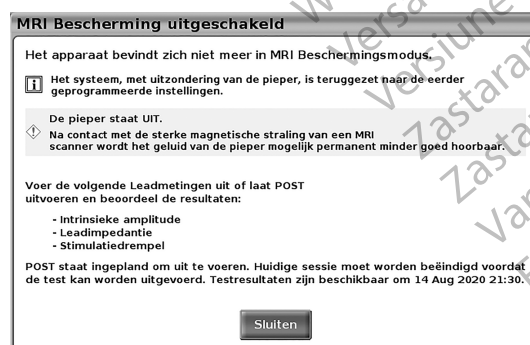 MRI Bescherming uitgeschakeld
Het apparaat bevindt zich niet meer in MRI Beschermingsmodus.
i Het systeem, met uitzondering van de pieper, is teruggezet naar de eerder
geprogrammeerde instellingen.
De pieper staat UIT.
Na contact met de sterke magnetische straling van een MRI
scanner wordt het geluid van de pieper mogelijk permanent minder goed hoorbaar.
Voer de volgende Leadmetingen uit of laat POST
uitvoeren en beoordeel de resultaten:
- Intrinsieke amplitude
- Leadimpedantie
- Stimulatiedrempel
POST staat ingepland om uit te voeren. Huidige sessie moet worden beëindigd voordat
de test kan worden uitgevoerd. Testresultaten zijn beschikbaar om 14 Aug 2020 21:30.
Sluiten